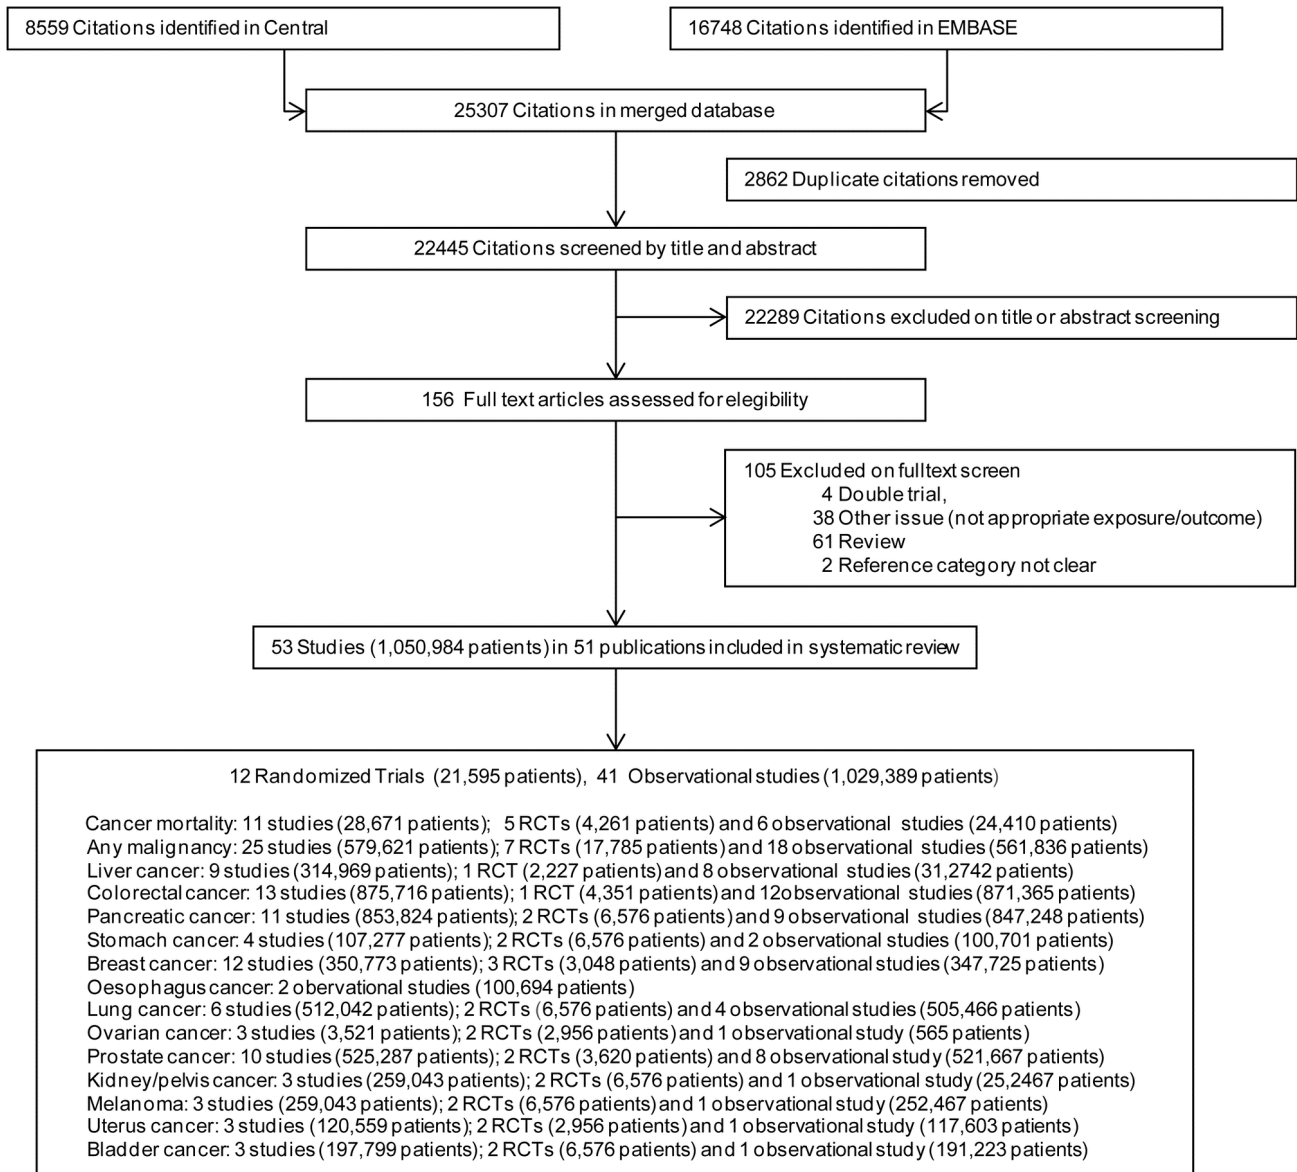 8559 Citations identified in Central
16748 Citations identified in EMBASE
25307 Citations in merged database
2862 Duplicate citations removed
22445 Citations screened by title and abstract
22289 Citations excluded on title or abstract screening
156 Full text articles assessed for elegibility
105 Excluded on fulltext screen
4 Double trial,
38 Other issue (not appropriate exposure/outcome)
61 Review
2 Reference category not clear
53 Studies (1,050,984 patients) in 51 publications included in systematic review
12 Randomized Trials (21,595 patients), 41 Observational studies (1,029,389 patients)
Cancer mortality: 11 studies (28,671 patients); 5 RCTs (4,261 patients) and 6 observational studies (24,410 patients)
Any malignancy: 25 studies (579,621 patients); 7 RCTs (17,785 patients) and 18 observational studies (561,836 patients)
Liver cancer: 9 studies (314,969 patients); 1 RCT (2,227 patients) and 8 observational studies (31,2742 patients)
Colorectal cancer: 13 studies (875,716 patients); 1 RCT (4,351 patients) and 12observational studies (871,365 patients)
Pancreatic cancer: 11 studies (853,824 patients); 2 RCTs (6,576 patients) and 9 observational studies (847,248 patients)
Stomach cancer: 4 studies (107,277 patients); 2 RCTs (6,576 patients) and 2 observational studies (100,701 patients)
Breast cancer: 12 studies (350,773 patients); 3 RCTs (3,048 patients) and 9 observational studies (347,725 patients)
Oesophagus cancer: 2 obervational studies (100,694 patients)
Lung cancer: 6 studies (512,042 patients); 2 RCTs (6,576 patients) and 4 observational studies (505,466 patients)
Ovarian cancer: 3 studies (3,521 patients); 2 RCTs (2,956 patients) and 1 observational study (565 patients)
Prostate cancer: 10 studies (525,287 patients); 2 RCTs (3,620 patients) and 8 observational study (521,667 patients)
Kidney/pelvis cancer: 3 studies (259,043 patients); 2 RCTs (6,576 patients) and 1 observational study (25,2467 patients)
Melanoma: 3 studies (259,043 patients); 2 RCTs (6,576 patients) and 1 observational study (252,467 patients)
Uterus cancer: 3 studies (120,559 patients); 2 RCTs (2,956 patients) and 1 observational study (117,603 patients)
Bladder cancer: 3 studies (197,799 patients); 2 RCTs (6,576 patients) and 1 observational study (191,223 patients)